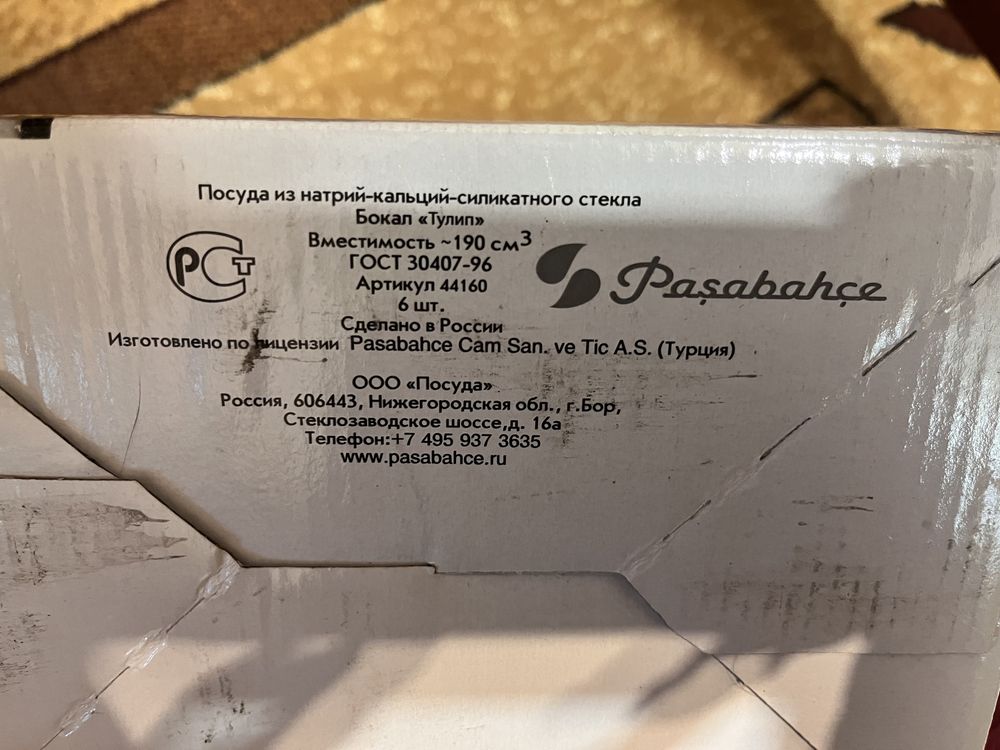 Посуда из натрий-кальций-силикатного стекла
Бокал «Тулип»
Вместимость ~190 см³
ГОСТ 30407-96
Артикул 44160
6 шт.
Сделано в России
Изготовлено по лицензии Pasabahce Cam San. ve Tic A.S. (Турция)
РСТ
Paşabahçe
ООО «Посуда»
Россия, 606443, Нижегородская обл., г.Бор,
Стеклозаводское шоссе,д. 16а
Телефон:+7 495 937 3635
www.pasabahce.ru